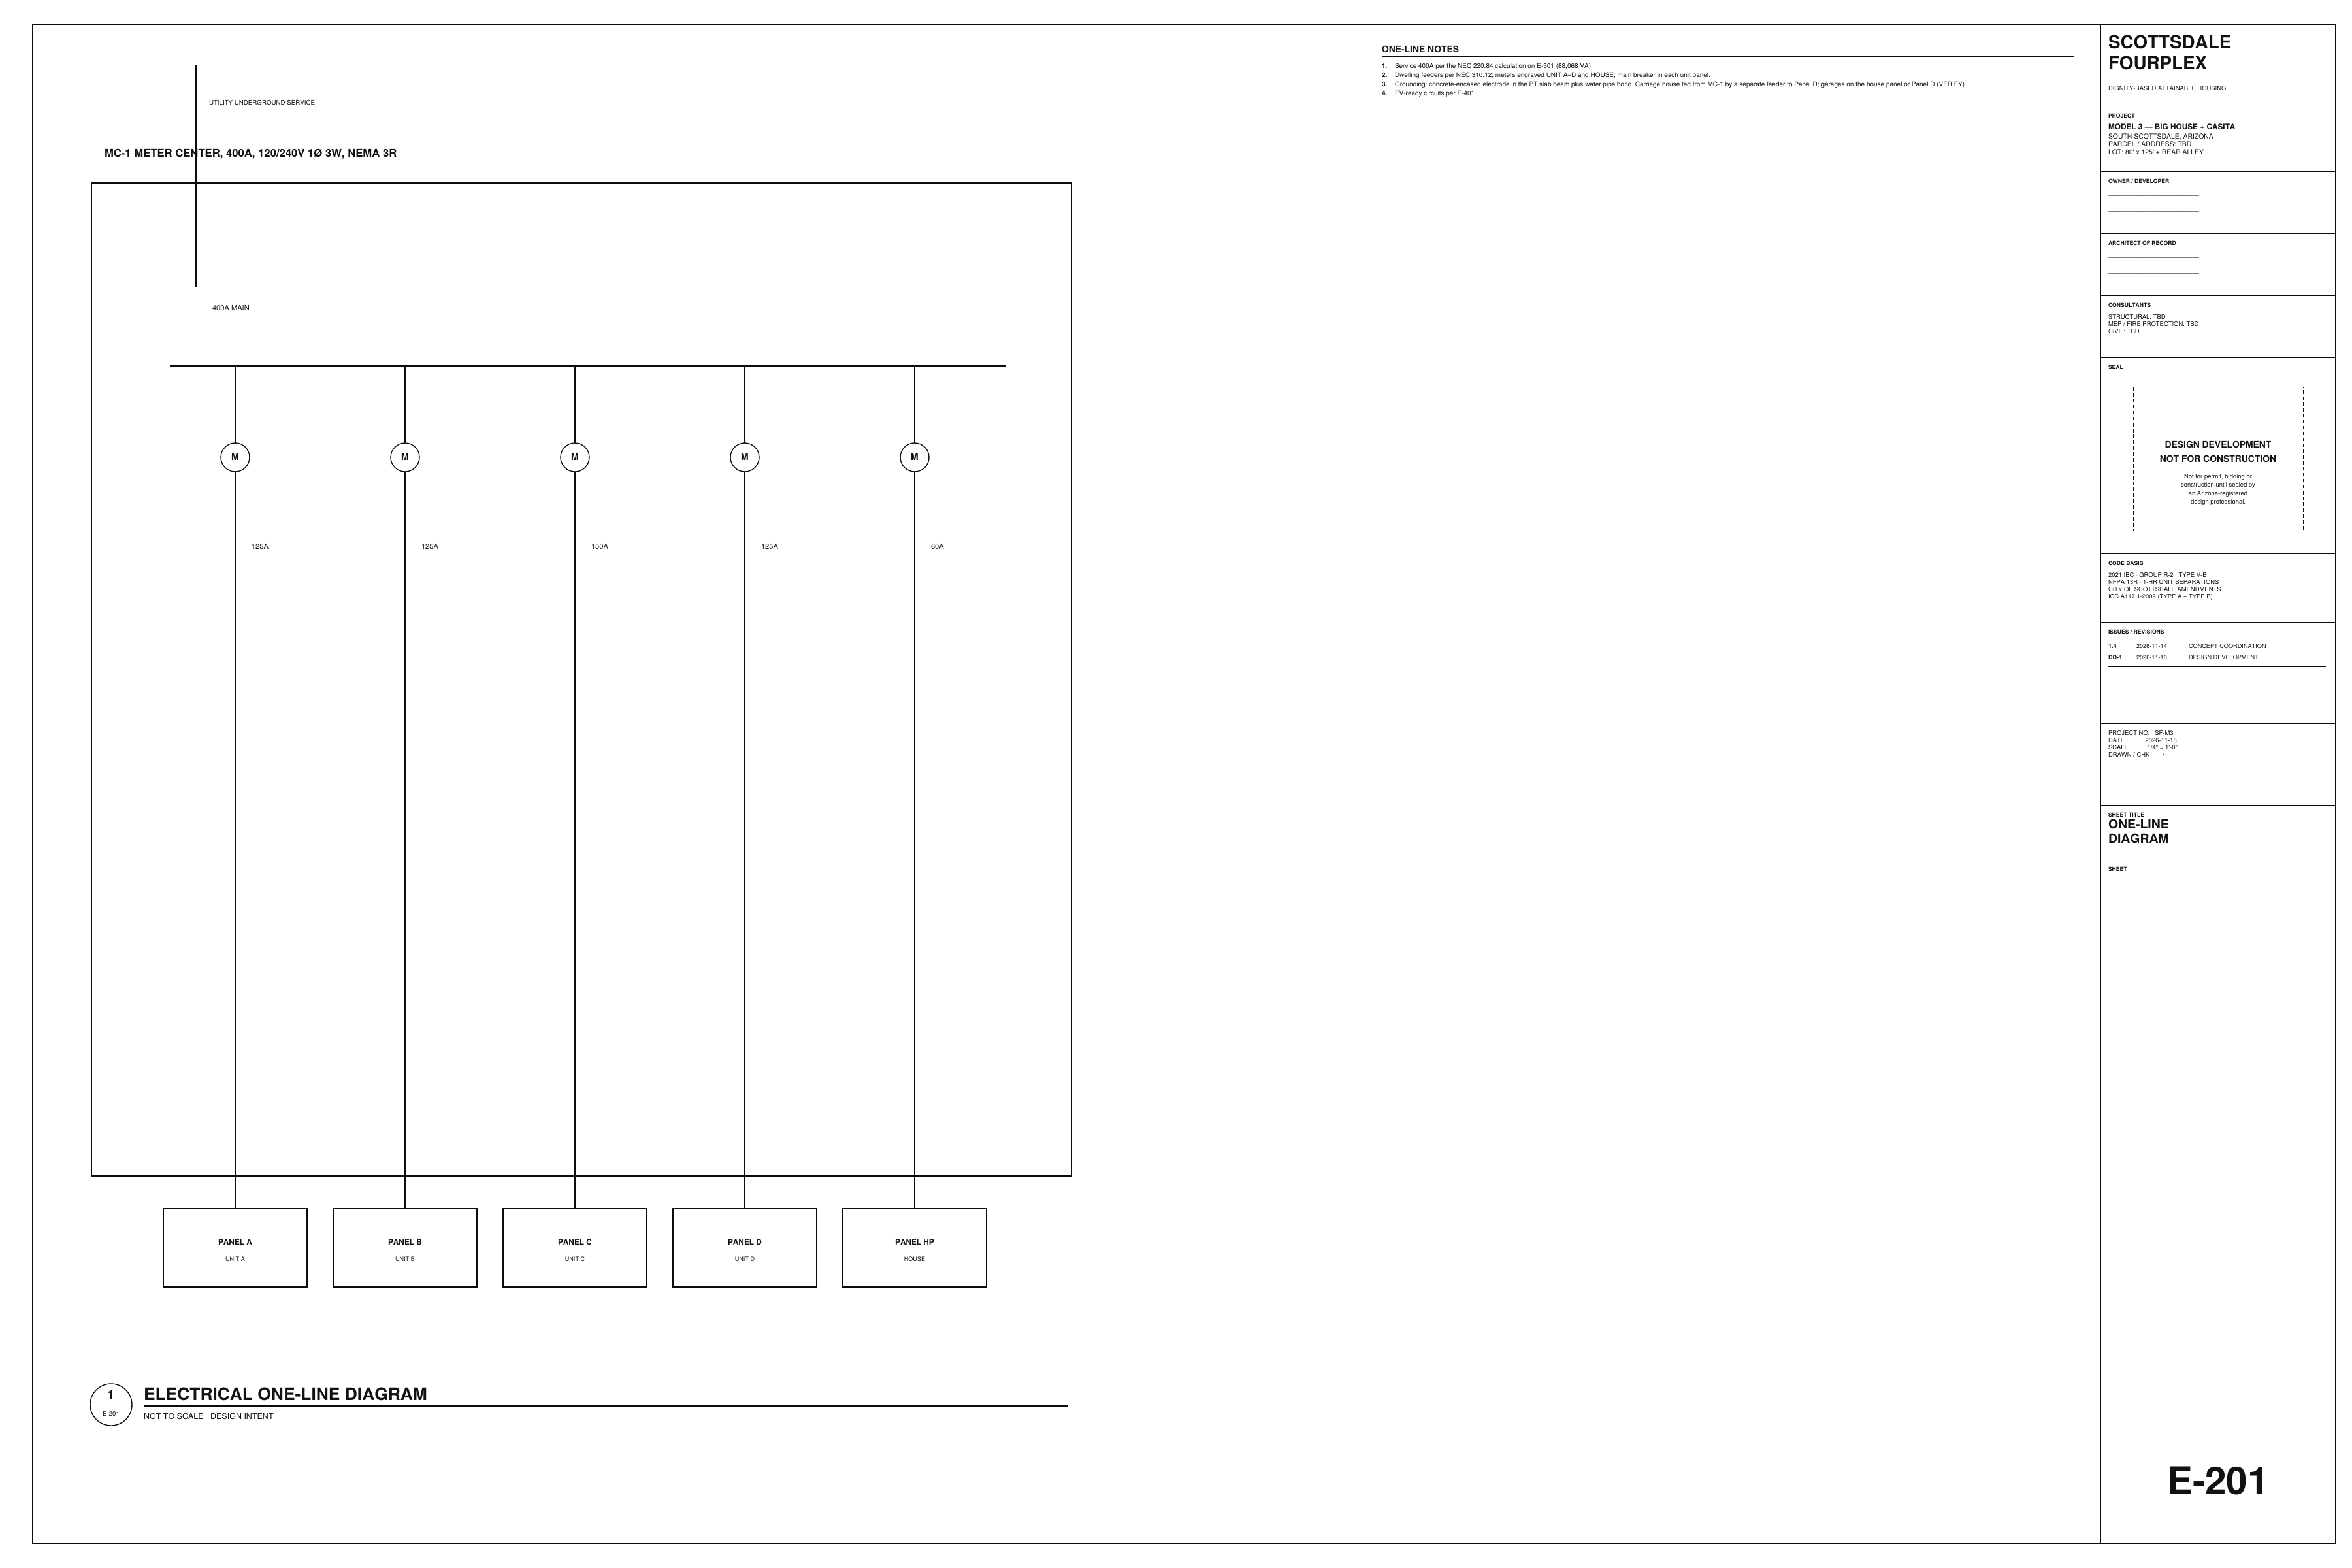 UTILITY UNDERGROUND SERVICE
MC-1 METER CENTER, 400A, 120/240V 1Ø 3W, NEMA 3R
400A MAIN
M M M M M
125A 125A 150A 125A 60A
PANEL A
UNIT A
PANEL B
UNIT B
PANEL C
UNIT C
PANEL D
UNIT D
PANEL HP
HOUSE
1
E-201
ELECTRICAL ONE-LINE DIAGRAM
NOT TO SCALE DESIGN INTENT
ONE-LINE NOTES
1. Service 400A per the NEC 220.84 calculation on E-301 (88,068 VA).
2. Dwelling feeders per NEC 310.12; meters engraved UNIT A–D and HOUSE; main breaker in each unit panel.
3. Grounding: concrete-encased electrode in the PT slab beam plus water pipe bond. Carriage house fed from MC-1 by a separate feeder to Panel D; garages on the house panel or Panel D (VERIFY).
4. EV-ready circuits per E-401.
SCOTTSDALE
FOURPLEX
DIGNITY-BASED ATTAINABLE HOUSING
PROJECT
MODEL 3 — BIG HOUSE + CASITA
SOUTH SCOTTSDALE, ARIZONA
PARCEL / ADDRESS: TBD
LOT: 80' x 125' + REAR ALLEY
OWNER / DEVELOPER
ARCHITECT OF RECORD
CONSULTANTS
STRUCTURAL: TBD
MEP / FIRE PROTECTION: TBD
CIVIL: TBD
SEAL
DESIGN DEVELOPMENT
NOT FOR CONSTRUCTION
Not for permit, bidding or
construction until sealed by
an Arizona-registered
design professional.
CODE BASIS
2021 IBC · GROUP R-2 · TYPE V-B
NFPA 13R · 1-HR UNIT SEPARATIONS
CITY OF SCOTTSDALE AMENDMENTS
ICC A117.1-2009 (TYPE A + TYPE B)
ISSUES / REVISIONS
1.4 2026-11-14 CONCEPT COORDINATION
DD-1 2026-11-18 DESIGN DEVELOPMENT
PROJECT NO. SF-M3
DATE 2026-11-18
SCALE 1/4" = 1'-0"
DRAWN / CHK — / —
SHEET TITLE
ONE-LINE
DIAGRAM
SHEET
E-201